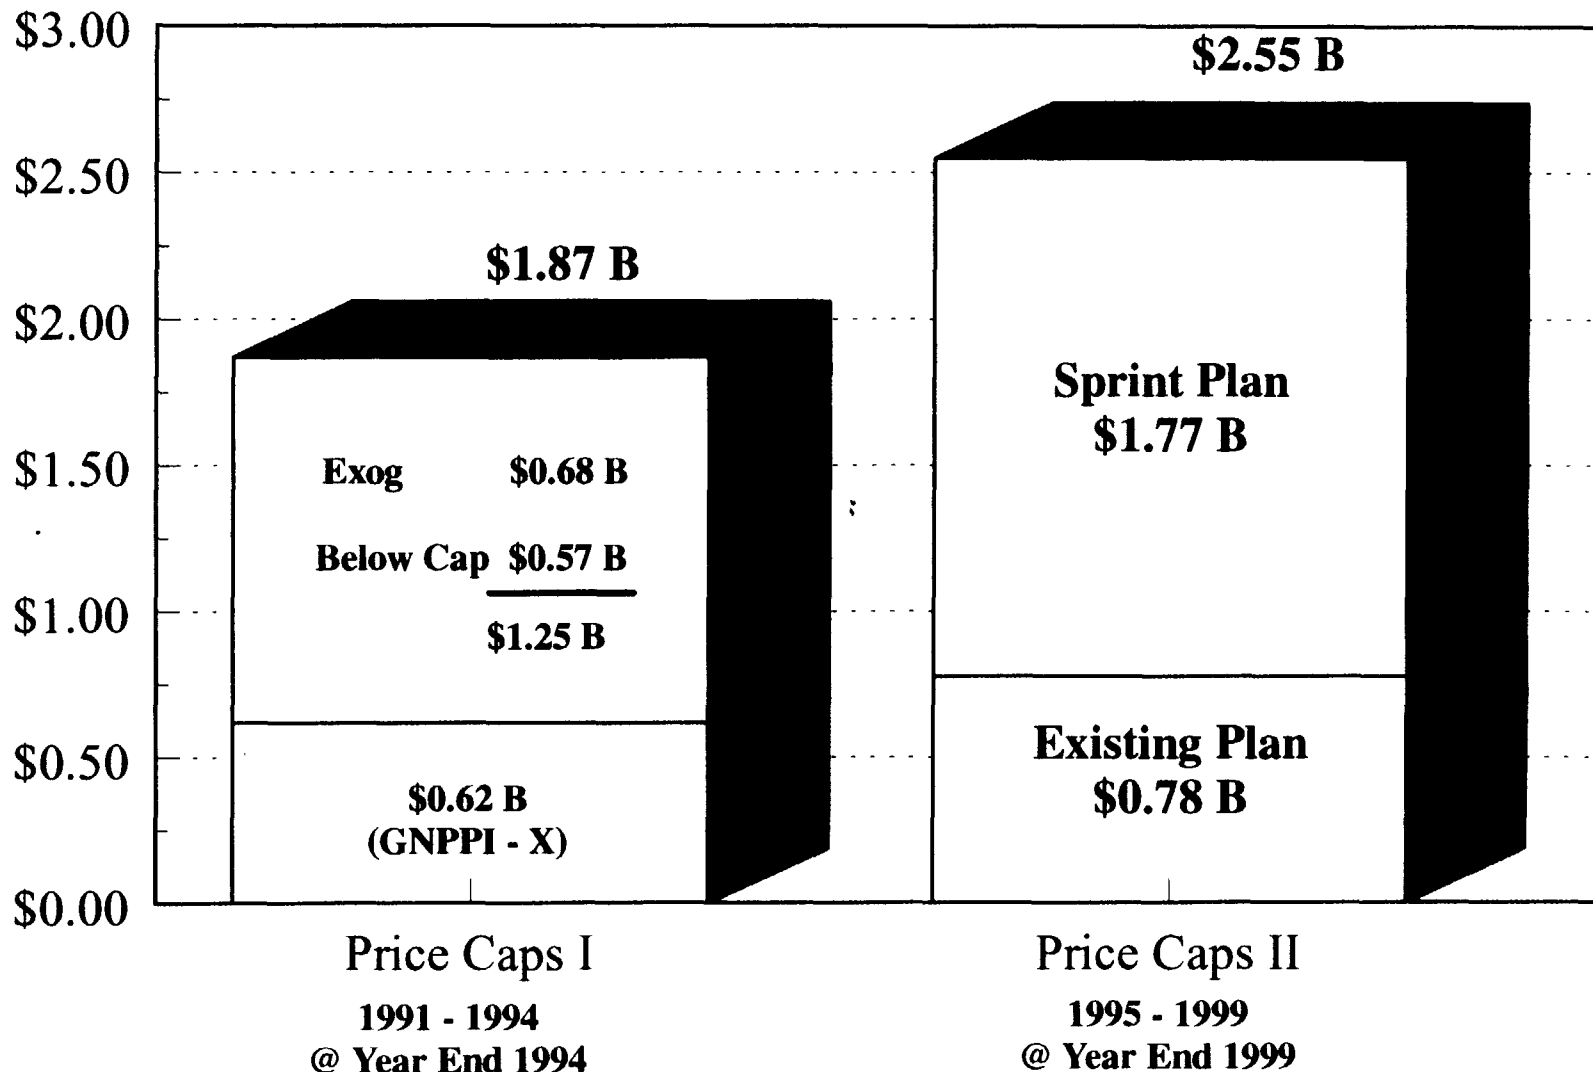 $3.00
$2.50
$2.00
$1.50
$1.00
$0.50
$0.00
$1.87 B
Exog $0.68 B
Below Cap $0.57 B
$1.25 B
$0.62 B
(GNPPI - X)
$2.55 B
Sprint Plan
$1.77 B
Existing Plan
$0.78 B
Price Caps I
1991 - 1994
@ Year End 1994
Price Caps II
1995 - 1999
@ Year End 1999